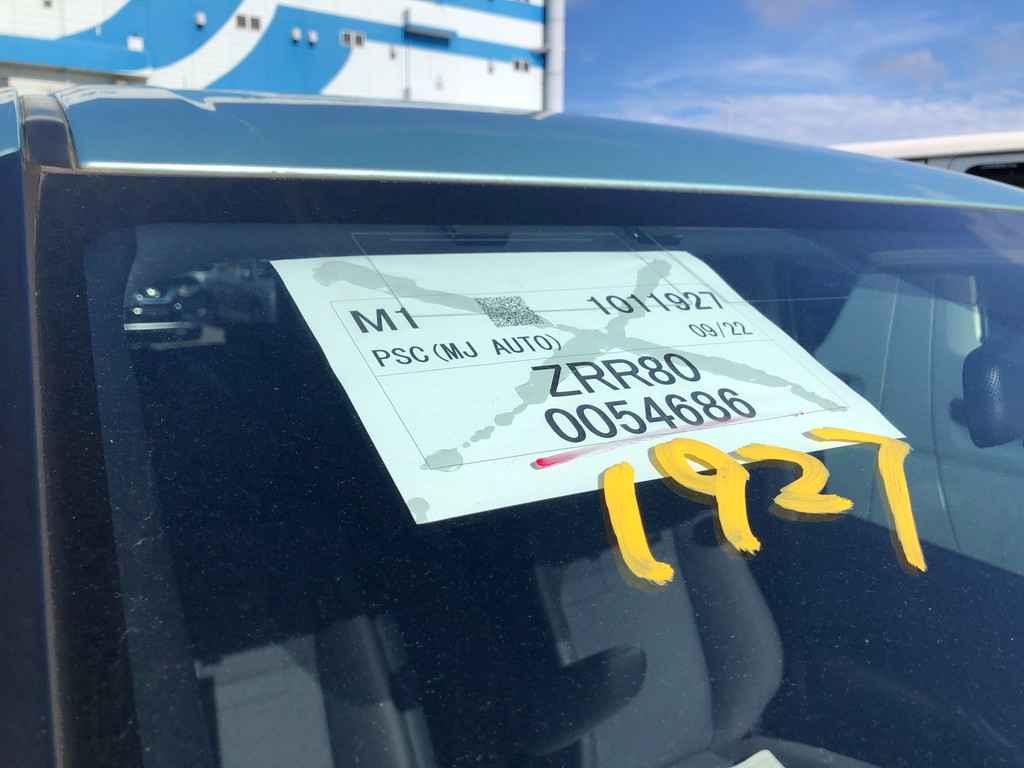 M1 1011927
PSC(MJ AUTO) 09/22
ZRR80
0054686
1927